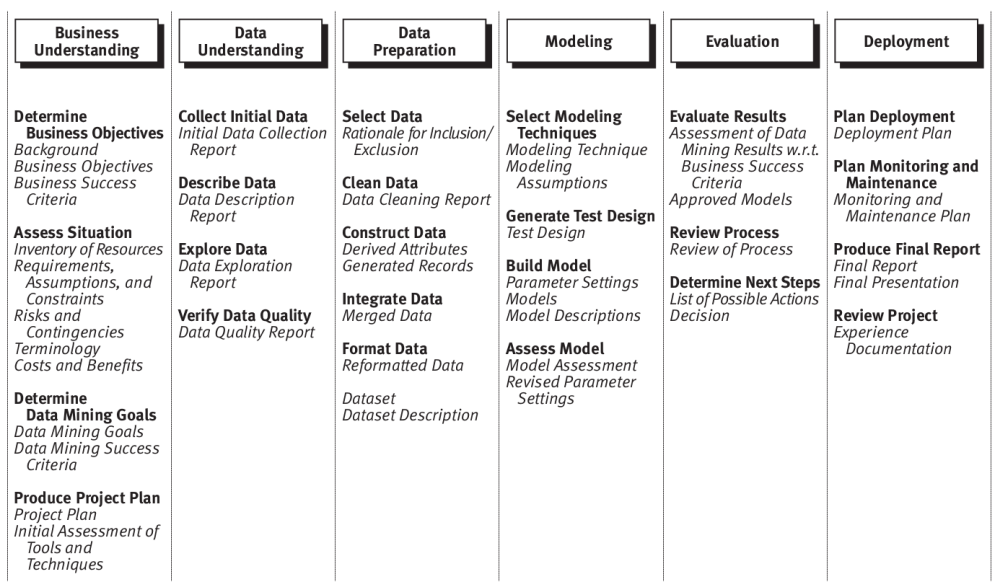 Business
Understanding
Data
Understanding
Data
Preparation
Modeling
Evaluation
Deployment
Determine
Business Objectives
Background
Business Objectives
Business Success
Criteria
Assess Situation
Inventory of Resources
Requirements,
Assumptions, and
Constraints
Risks and
Contingencies
Terminology
Costs and Benefits
Determine
Data Mining Goals
Data Mining Goals
Data Mining Success
Criteria
Produce Project Plan
Project Plan
Initial Assessment of
Tools and
Techniques
Collect Initial Data
Initial Data Collection
Report
Describe Data
Data Description
Report
Explore Data
Data Exploration
Report
Verify Data Quality
Data Quality Report
Select Data
Rationale for Inclusion/
Exclusion
Clean Data
Data Cleaning Report
Construct Data
Derived Attributes
Generated Records
Integrate Data
Merged Data
Format Data
Reformatted Data
Dataset
Dataset Description
Select Modeling
Techniques
Modeling Technique
Modeling
Assumptions
Generate Test Design
Test Design
Build Model
Parameter Settings
Models
Model Descriptions
Assess Model
Model Assessment
Revised Parameter
Settings
Evaluate Results
Assessment of Data
Mining Results w.r.t.
Business Success
Criteria
Approved Models
Review Process
Review of Process
Determine Next Steps
List of Possible Actions
Decision
Plan Deployment
Deployment Plan
Plan Monitoring and
Maintenance
Monitoring and
Maintenance Plan
Produce Final Report
Final Report
Final Presentation
Review Project
Experience
Documentation